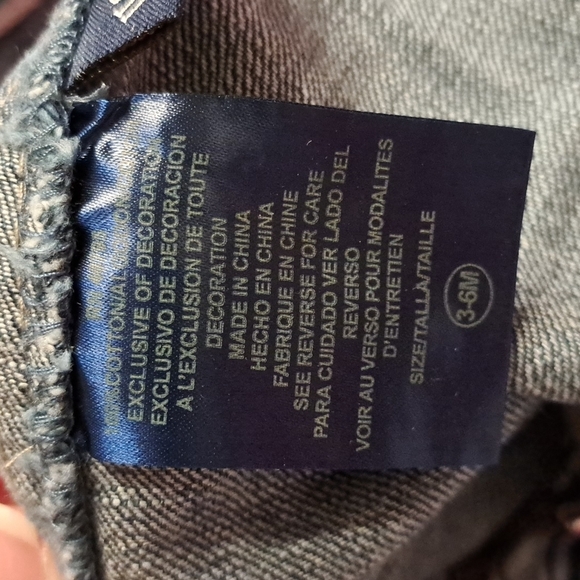 EXCLUSIVE OF DECORATION
EXCLUSIVO DE DECORACION
A L'EXCLUSION DE TOUTE
DECORATION
MADE IN CHINA
HECHO EN CHINA
FABRIQUE EN CHINE
SEE REVERSE FOR CARE
PARA CUIDADO VER LADO DEL
REVERSO
VOIR AU VERSO POUR MODALITES
D'ENTRETIEN
SIZE/TALLA/TAILLE
3-6M